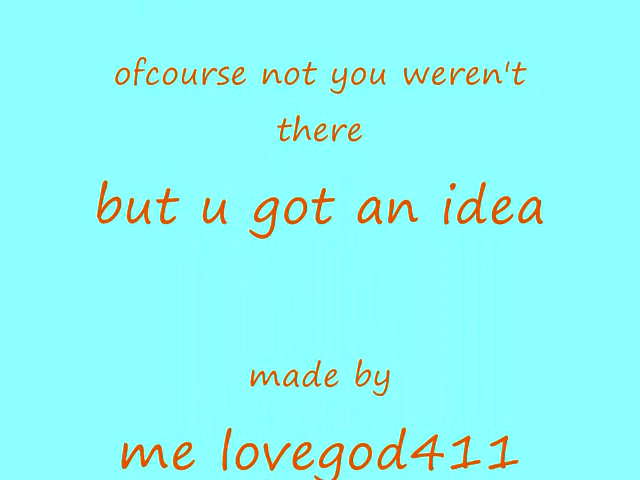 ofcourse not you weren't
there
but u got an idea
made by
me lovegod411